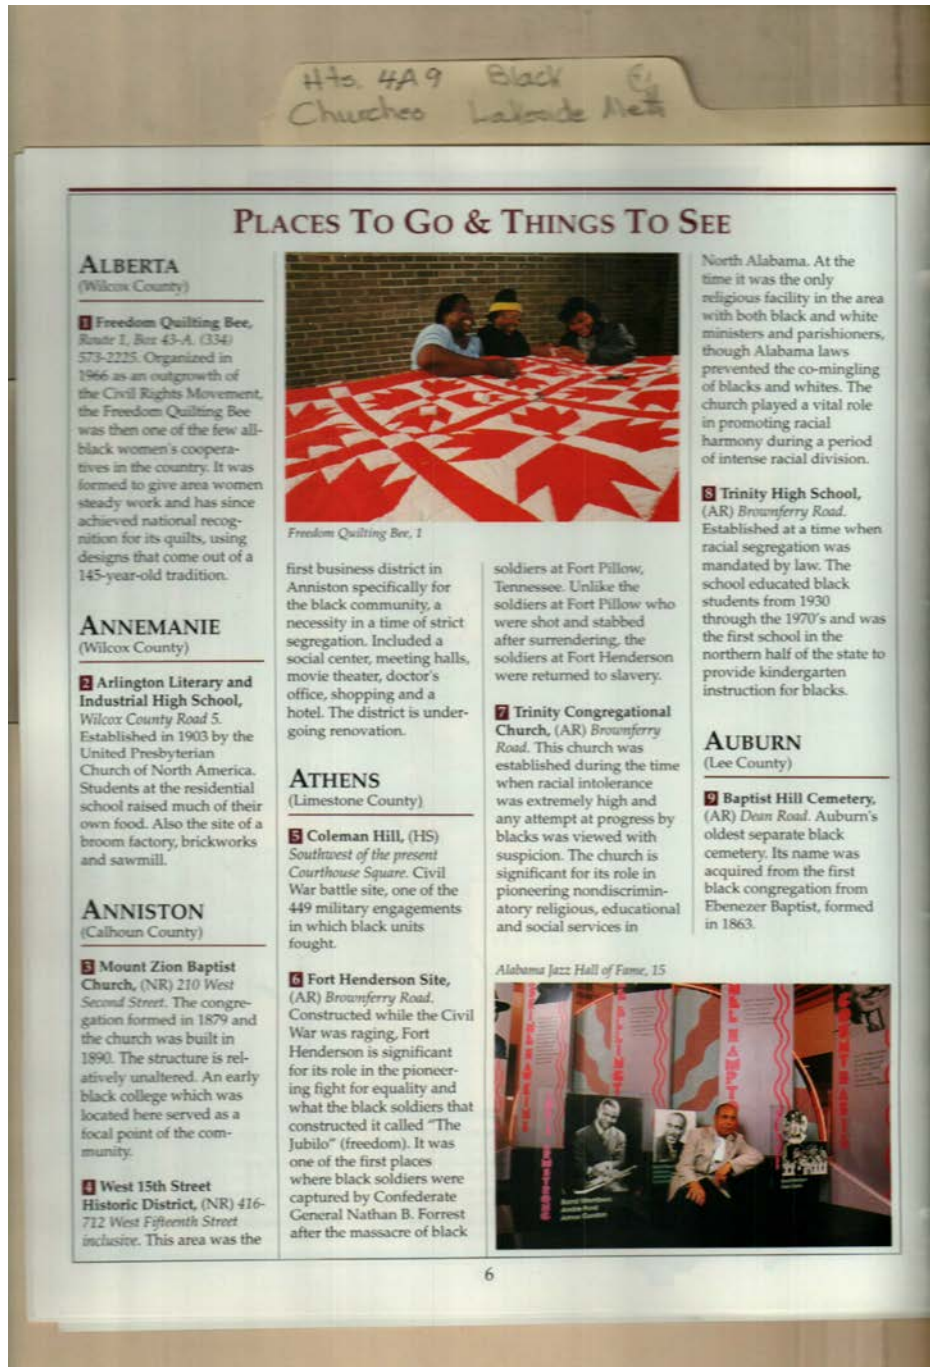 Hts. 4A9 Black
Churches Lakeside
PLACES TO GO & THINGS TO SEE
ALBERTA
(Wilcox County)
1 Freedom Quilting Bee,
Route 1, Box 43-A. (334)
573-2225. Organized in
1966 as an outgrowth of
the Civil Rights Movement,
the Freedom Quilting Bee
was then one of the few all-
black women's coopera-
tives in the country. It was
formed to give area women
steady work and has since
achieved national recog-
nition for its quilts, using
designs that come out of a
145-year-old tradition.
ANNEMANIE
(Wilcox County)
2 Arlington Literary and
Industrial High School,
Wilcox County Road 5.
Established in 1903 by the
United Presbyterian
Church of North America.
Students at the residential
school raised much of their
own food. Also the site of a
broom factory, brickworks
and sawmill.
ANNISTON
(Calhoun County)
3 Mount Zion Baptist
Church, (NR) 210 West
Second Street. The congre-
gation formed in 1879 and
the church was built in
1890. The structure is rel-
atively unaltered. An early
black college which was
located here served as a
focal point of the com-
munity.
4 West 15th Street
Historic District, (NR) 416-
712 West Fifteenth Street
inclusive. This area was the
Freedom Quilting Bee, 1
first business district in
Anniston specifically for
the black community, a
necessity in a time of strict
segregation. Included a
social center, meeting halls,
movie theater, doctor's
office, shopping and a
hotel. The district is under-
going renovation.
ATHENS
(Limestone County)
5 Coleman Hill, (HS)
Southwest of the present
Courthouse Square. Civil
War battle site, one of the
449 military engagements
in which black units
fought.
6 Fort Henderson Site,
(AR) Brownferry Road.
Constructed while the Civil
War was raging, Fort
Henderson is significant
for its role in the pioneer-
ing fight for equality and
what the black soldiers that
constructed it called "The
Jubilo" (freedom). It was
one of the first places
where black soldiers were
captured by Confederate
General Nathan B. Forrest
after the massacre of black
soldiers at Fort Pillow,
Tennessee. Unlike the
soldiers at Fort Pillow who
were shot and stabbed
after surrendering, the
soldiers at Fort Henderson
were returned to slavery.
7 Trinity Congregational
Church, (AR) Brownferry
Road. This church was
established during the time
when racial intolerance
was extremely high and
any attempt at progress by
blacks was viewed with
suspicion. The church is
significant for its role in
pioneering nondiscrimin-
atory religious, educational
and social services in
North Alabama. At the
time it was the only
religious facility in the area
with both black and white
ministers and parishioners,
though Alabama laws
prevented the co-mingling
of blacks and whites. The
church played a vital role
in promoting racial
harmony during a period
of intense racial division.
8 Trinity High School,
(AR) Brownferry Road.
Established at a time when
racial segregation was
mandated by law. The
school educated black
students from 1930
through the 1970's and was
the first school in the
northern half of the state to
provide kindergarten
instruction for blacks.
AUBURN
(Lee County)
9 Baptist Hill Cemetery,
(AR) Dean Road. Auburn's
oldest separate black
cemetery. Its name was
acquired from the first
black congregation from
Ebenezer Baptist, formed
in 1863.
Alabama Jazz Hall of Fame, 15
6